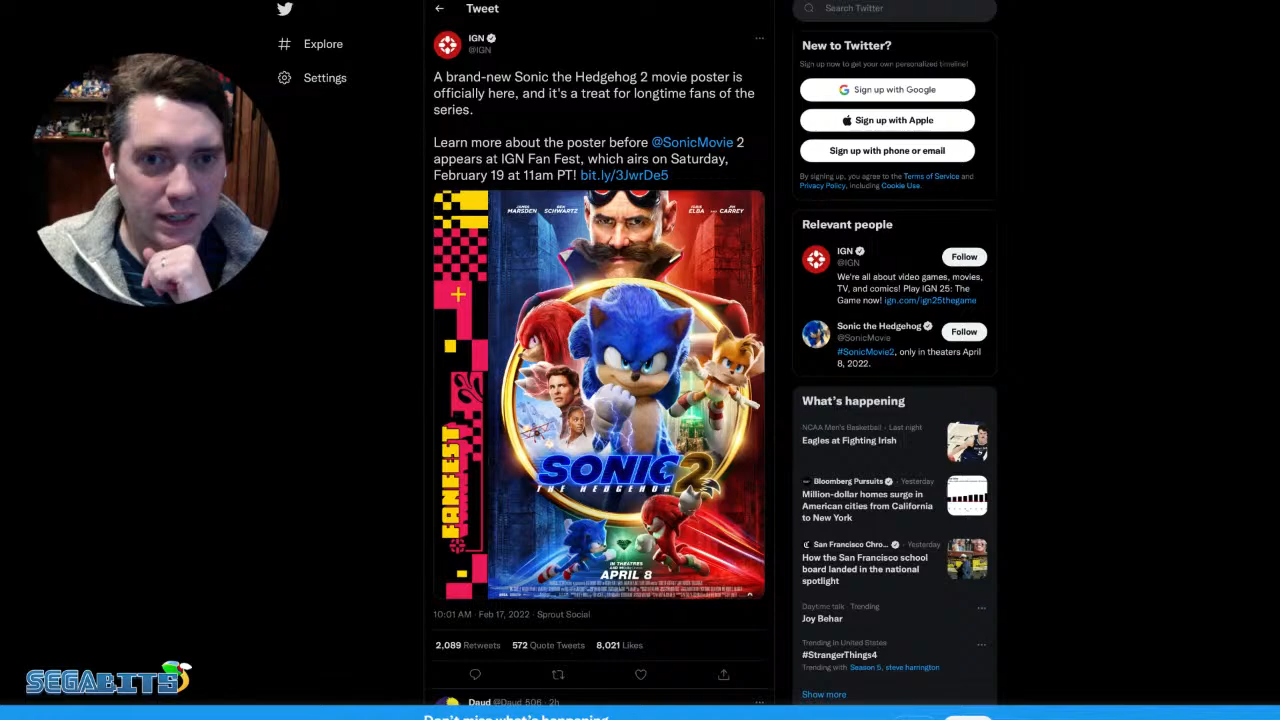 Explore
Settings
SEGABITS
Tweet
IGN
@IGN
A brand-new Sonic the Hedgehog 2 movie poster is
officially here, and it's a treat for longtime fans of the
series.
Learn more about the poster before @SonicMovie 2
appears at IGN Fan Fest, which airs on Saturday,
February 19 at 11am PT! bit.ly/3JwrDe5
JAMES
MARSDEN
BEN
SCHWARTZ
IDRIS
ELBA
AND JIM
CARREY
FANFEST
SONIC 2
THE HEDGEHOG
IN THEATRES
APRIL 8
10:01 AM · Feb 17, 2022 · Sprout Social
2,089 Retweets 572 Quote Tweets 8,021 Likes
Daud @Daud_506 · 2h
Don't miss what's happening
Search Twitter
New to Twitter?
Sign up now to get your own personalized timeline!
Sign up with Google
Sign up with Apple
Sign up with phone or email
By signing up, you agree to the Terms of Service and
Privacy Policy, including Cookie Use.
Relevant people
IGN
@IGN
Follow
We're all about video games, movies,
TV, and comics! Play IGN 25: The
Game now! ign.com/ign25thegame
Sonic the Hedgehog
@SonicMovie
Follow
#SonicMovie2, only in theaters April
8, 2022.
What's happening
NCAA Men's Basketball · Last night
Eagles at Fighting Irish
Bloomberg Pursuits · Yesterday
Million-dollar homes surge in
American cities from California
to New York
San Francisco Chro... · Yesterday
How the San Francisco school
board landed in the national
spotlight
Daytime talk · Trending
Joy Behar
Trending in United States
#StrangerThings4
Trending with Season 5, steve harrington
Show more